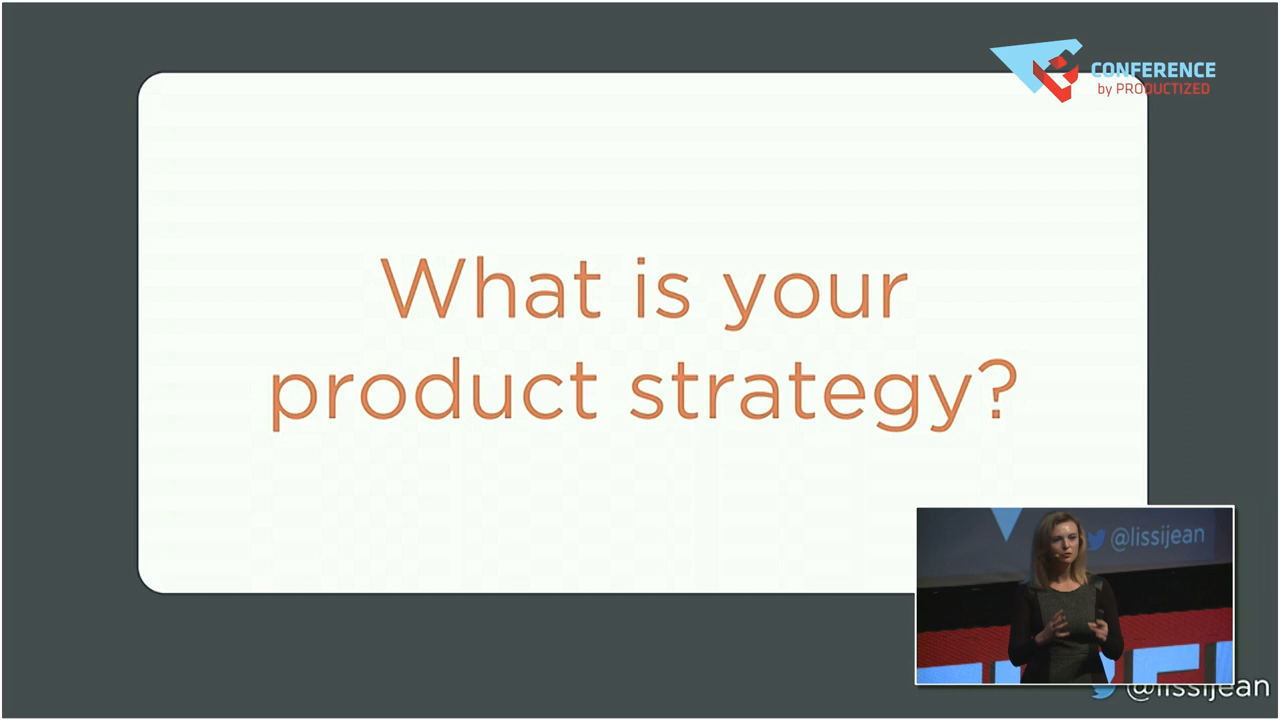 CONFERENCE
by PRODUCTIZED
What is your
product strategy?
@lissijean
@lissijean